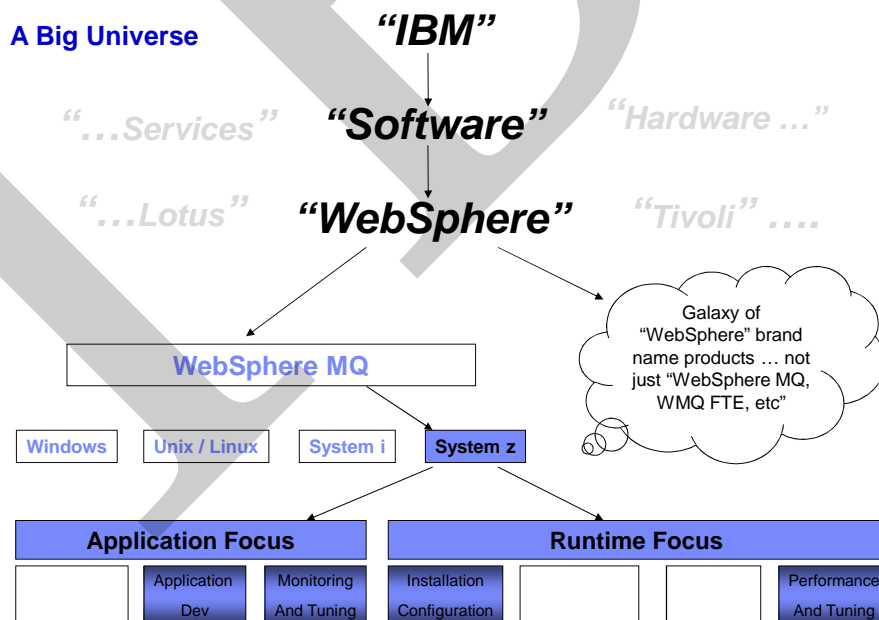 A Big Universe
“IBM”
“…Services”
“Software”
“Hardware …”
“…Lotus”
“WebSphere”
“Tivoli” ….
Galaxy of
“WebSphere” brand
name products … not
just “WebSphere MQ,
WMQ FTE, etc”
WebSphere MQ
Windows
Unix / Linux
System i
System z
Application Focus
Runtime Focus
Application
Dev
Monitoring
And Tuning
Installation
Configuration
Performance
And Tuning